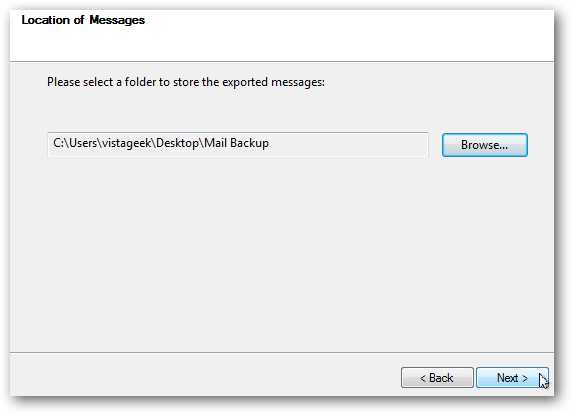 Location of Messages
Please select a folder to store the exported messages:
C:\Users\vistageek\Desktop\Mail Backup
Browse...
< Back
Next >